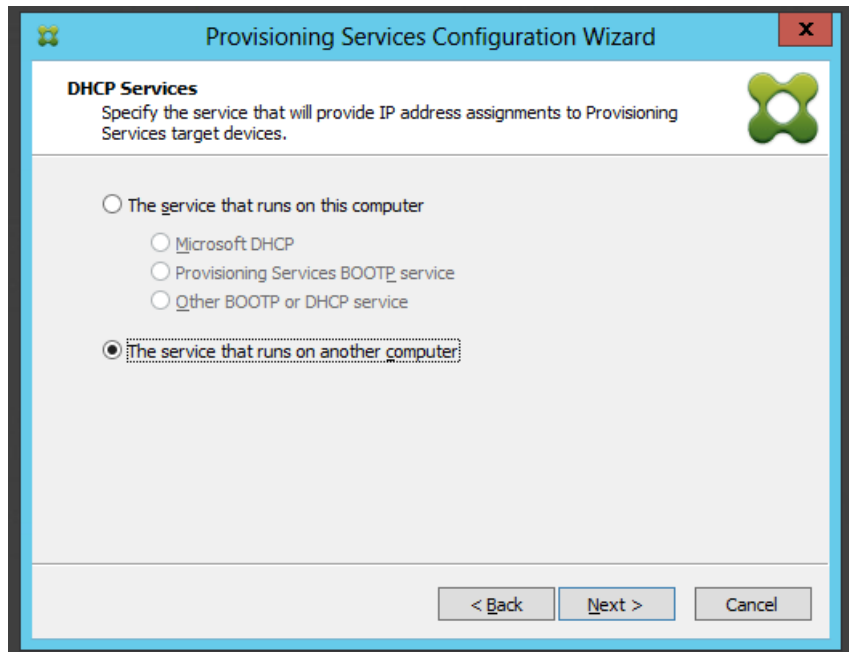 Provisioning Services Configuration Wizard
x
DHCP Services
Specify the service that will provide IP address assignments to Provisioning
Services target devices.
The service that runs on this computer
Microsoft DHCP
Provisioning Services BOOTP service
Other BOOTP or DHCP service
The service that runs on another computer
< Back Next > Cancel